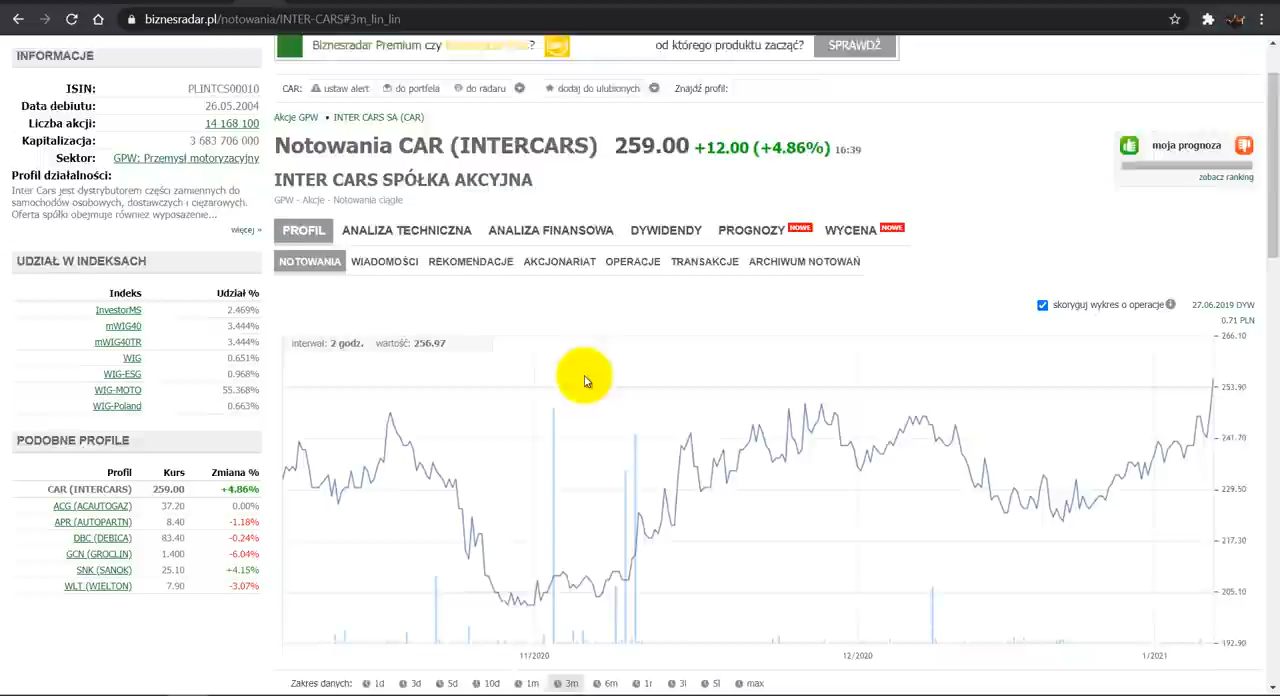 biznesradar.pl/notowania/INTER-CARS#3m_lin_lin
INFORMACJE
ISIN: PLINTCS00010
Data debiutu: 26.05.2004
Liczba akcji: 14 168 100
Kapitalizacja: 3 683 706 000
Sektor: GPW: Przemysł motoryzacyjny
Profil działalności:
Inter Cars jest dystrybutorem części zamiennych do
samochodów osobowych, dostawczych i ciężarowych.
Oferta spółki obejmuje również wyposażenie...
więcej »
UDZIAŁ W INDEKSACH
Indeks Udział %
InvestorMS 2.469%
mWIG40 3.444%
mWIG40TR 3.444%
WIG 0.651%
WIG-ESG 0.968%
WIG-MOTO 55.368%
WIG-Poland 0.663%
PODOBNE PROFILE
Profil Kurs Zmiana %
CAR (INTERCARS) 259.00 +4.86%
ACG (ACAUTOGAZ) 37.20 0.00%
APR (AUTOPARTN) 8.40 -1.18%
DBC (DEBICA) 83.40 -0.24%
GCN (GROCLIN) 1.400 -6.04%
SNK (SANOK) 25.10 +4.15%
WLT (WIELTON) 7.90 -3.07%
Biznesradar Premium czy ? od którego produktu zacząć? SPRAWDŹ
CAR: ustaw alert do portfela do radaru dodaj do ulubionych Znajdź profil:
Akcje GPW • INTER CARS SA (CAR)
Notowania CAR (INTERCARS) 259.00 +12.00 (+4.86%) 16:39
INTER CARS SPÓŁKA AKCYJNA
GPW - Akcje - Notowania ciągłe
moja prognoza
zobacz ranking
PROFIL ANALIZA TECHNICZNA ANALIZA FINANSOWA DYWIDENDY PROGNOZY NOWE WYCENA NOWE
NOTOWANIA WIADOMOŚCI REKOMENDACJE AKCJONARIAT OPERACJE TRANSAKCJE ARCHIWUM NOTOWAŃ
skoryguj wykres o operacje 27.06.2019 DYW
0.71 PLN
interwał: 2 godz. wartość: 256.97
266.10
253.90
241.70
229.50
217.30
205.10
192.90
11/2020 12/2020 1/2021
Zakres danych: 1d 3d 5d 10d 1m 3m 6m 1r 3l 5l max